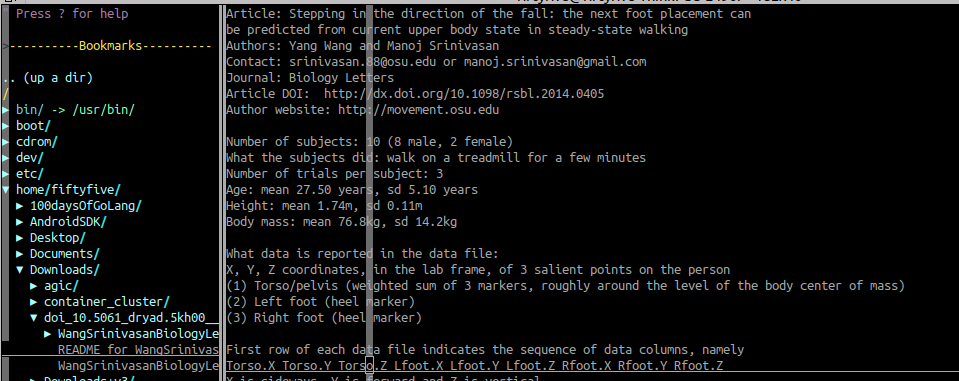 Press ? for help
>----------Bookmarks----------
.. (up a dir)
/
▶ bin/ -> /usr/bin/
▶ boot/
▶ cdrom/
▶ dev/
▶ etc/
▼ home/fiftyfive/
▶ 100daysOfGoLang/
▶ AndroidSDK/
▶ Desktop/
▶ Documents/
▼ Downloads/
▶ agic/
▶ container_cluster/
▼ doi_10.5061_dryad.5kh00__
▶ WangSrinivasanBiologyLe
README_for_WangSrinivas
WangSrinivasanBiologyLe
Article: Stepping in the direction of the fall: the next foot placement can
be predicted from current upper body state in steady-state walking
Authors: Yang Wang and Manoj Srinivasan
Contact: srinivasan.88@osu.edu or manoj.srinivasan@gmail.com
Journal: Biology Letters
Article DOI:  http://dx.doi.org/10.1098/rsbl.2014.0405
Author website: http://movement.osu.edu
Number of subjects: 10 (8 male, 2 female)
What the subjects did: walk on a treadmill for a few minutes
Number of trials per subject: 3
Age: mean 27.50 years, sd 5.10 years
Height: mean 1.74m, sd 0.11m
Body mass: mean 76.8kg, sd 14.2kg
What data is reported in the data file:
X, Y, Z coordinates, in the lab frame, of 3 salient points on the person
(1) Torso/pelvis (weighted sum of 3 markers, roughly around the level of the body center of mass)
(2) Left foot (heel marker)
(3) Right foot (heel marker)
First row of each data file indicates the sequence of data columns, namely
Torso.X Torso.Y Torso.Z Lfoot.X Lfoot.Y Lfoot.Z Rfoot.X Rfoot.Y Rfoot.Z